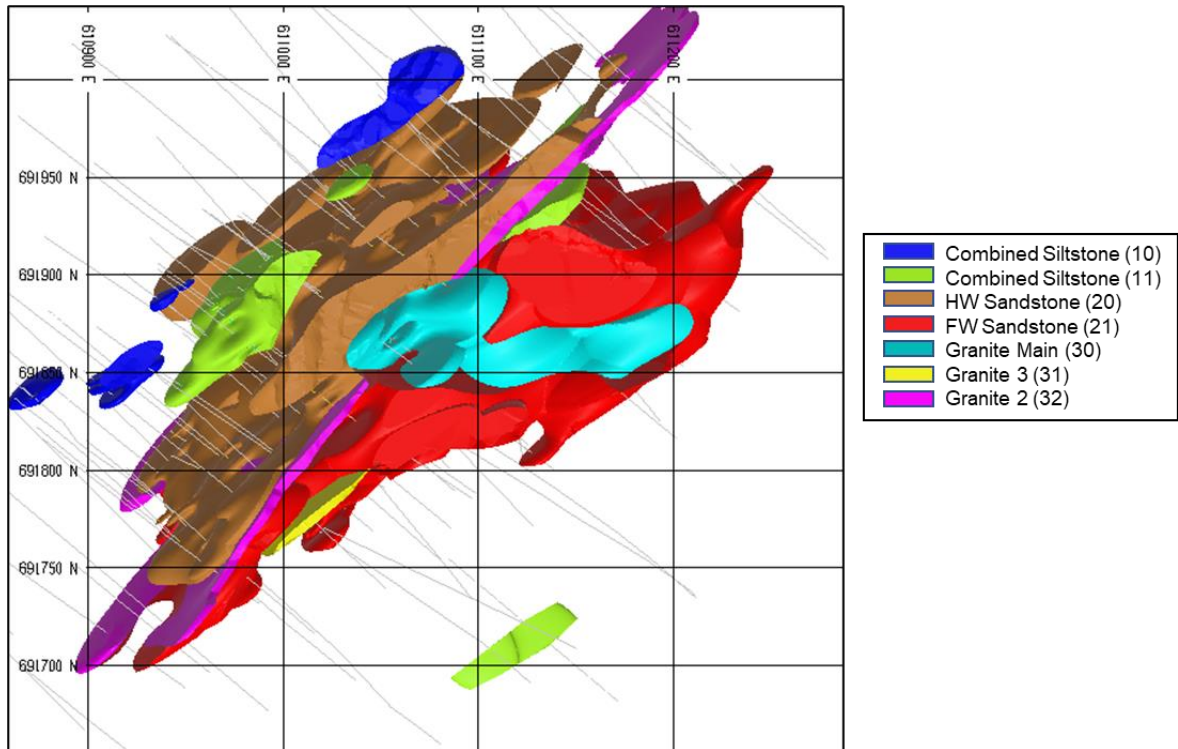 610900 E
611000 E
611100 E
611200 E
691950 N
691900 N
691850 N
691800 N
691750 N
691700 N
Combined Siltstone (10)
Combined Siltstone (11)
HW Sandstone (20)
FW Sandstone (21)
Granite Main (30)
Granite 3 (31)
Granite 2 (32)